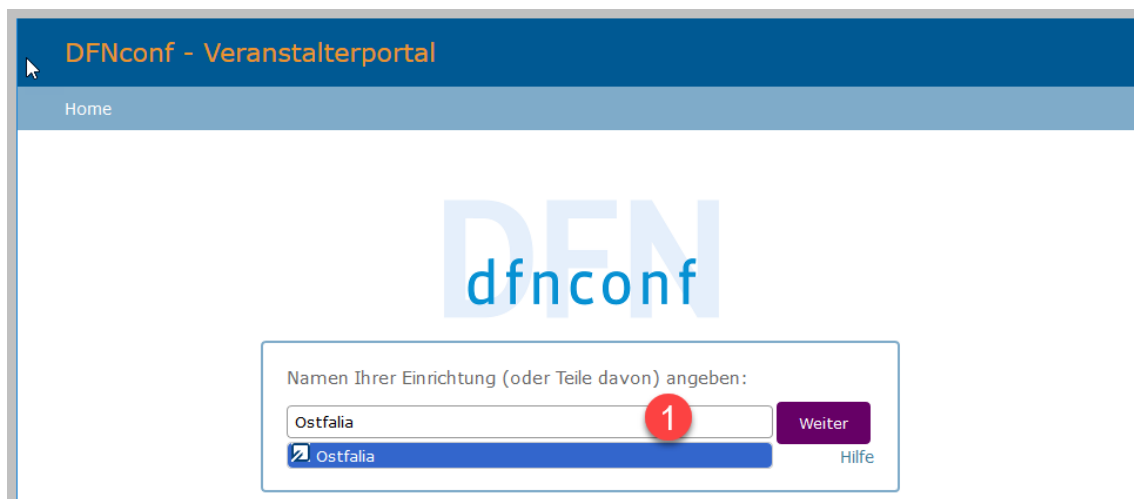 DFNconf - Veranstalterportal
Home
DFN
dfnconf
Namen Ihrer Einrichtung (oder Teile davon) angeben:
Ostfalia 1 Weiter
Ostfalia Hilfe